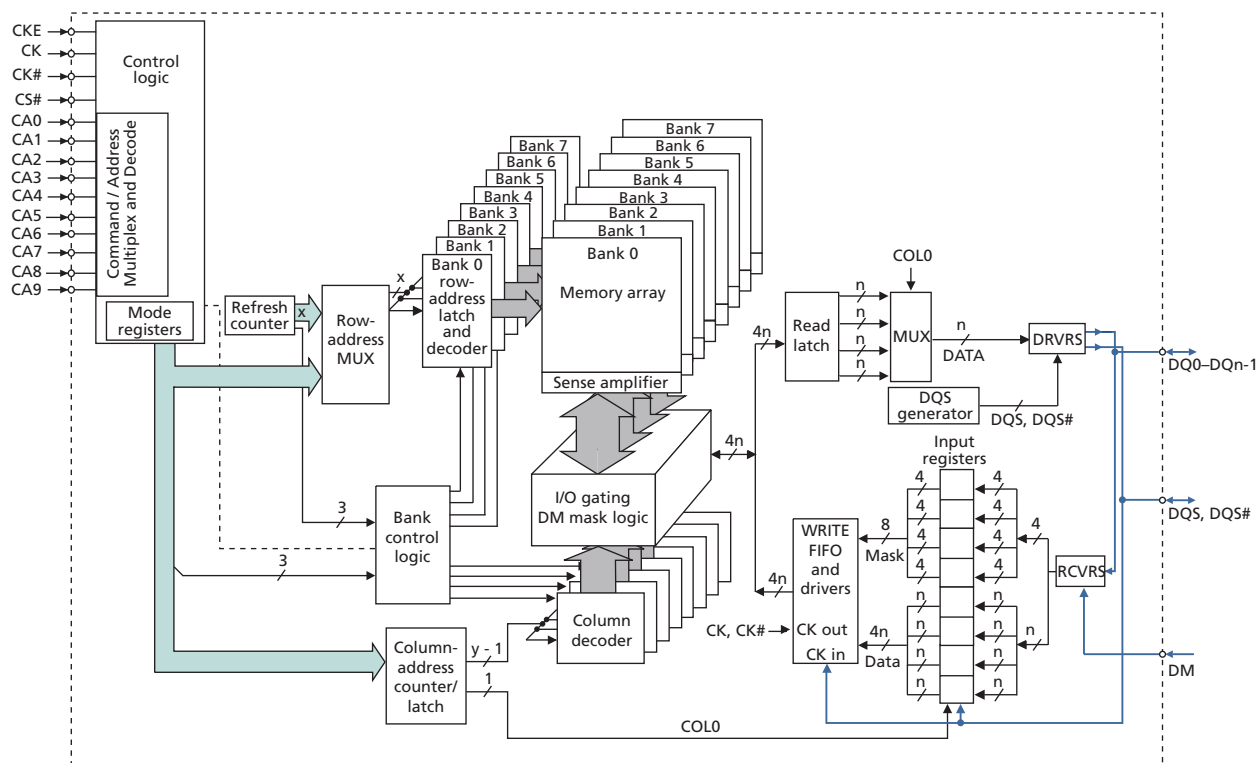 CKE
CK
CK#
CS#
CA0
CA1
CA2
CA3
CA4
CA5
CA6
CA7
CA8
CA9
Control
logic
Command / Address
Multiplex and Decode
Mode
registers
Refresh
counter
x
Row-
address
MUX
x
Bank 7
Bank 6
Bank 5
Bank 4
Bank 3
Bank 2
Bank 1
Bank 0
row-
address
latch
and
decoder
Bank 7
Bank 6
Bank 5
Bank 4
Bank 3
Bank 2
Bank 1
Bank 0
Memory array
Sense amplifier
3
3
Bank
control
logic
I/O gating
DM mask logic
Column
decoder
Column-
address
counter/
latch
y - 1
1
COL0
4n
4n
4n
Read
latch
n
n
n
n
COL0
MUX
n
DATA
DRVRS
DQS
generator
DQS, DQS#
Input
registers
4
4
4
4
n
n
n
n
4
4
4
4
n
n
n
n
4
n
RCVRS
8
Mask
4n
Data
WRITE
FIFO
and
drivers
CK out
CK in
CK, CK#
DQ0–DQn-1
DQS, DQS#
DM